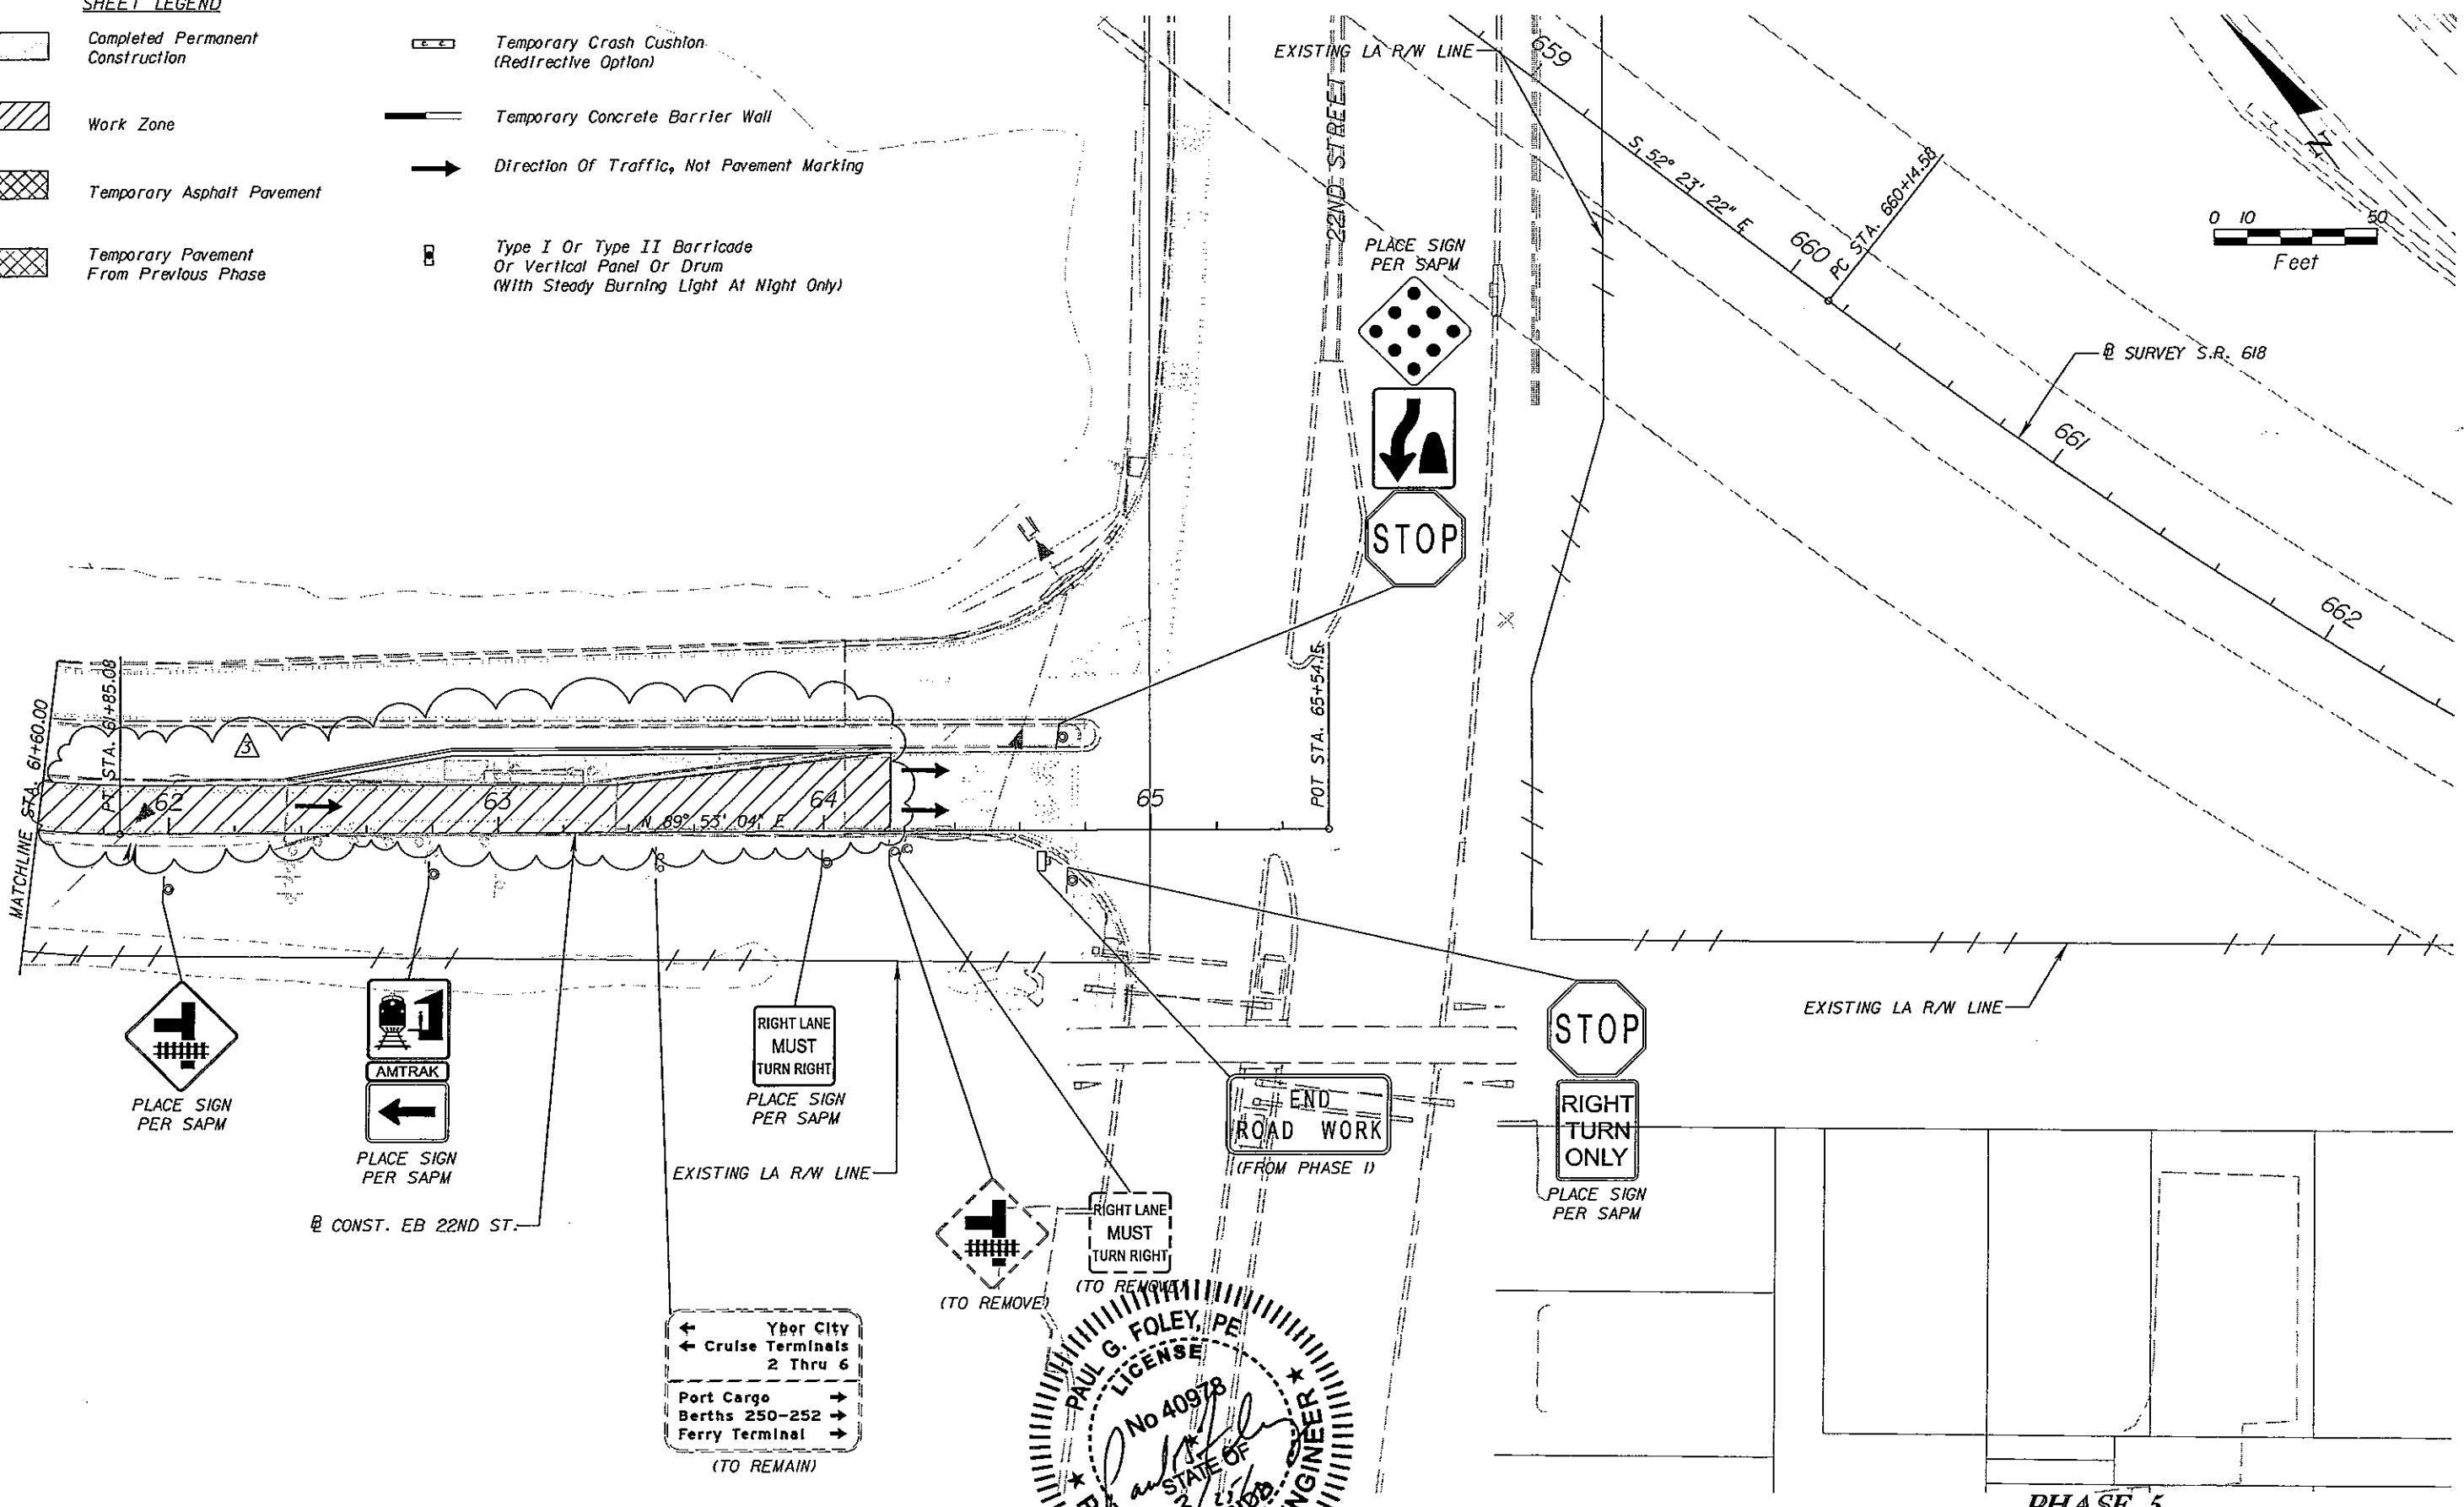 SHEET LEGEND
Completed Permanent
Construction
Work Zone
Temporary Asphalt Pavement
Temporary Pavement
From Previous Phase
Temporary Crash Cushion
(Redirective Option)
Temporary Concrete Barrier Wall
Direction Of Traffic, Not Pavement Marking
Type I Or Type II Barricade
Or Vertical Panel Or Drum
(With Steady Burning Light At Night Only)
EXISTING LA R/W LINE
22ND STREET
659
S. 52° 23' 22" E
660
PC STA. 660+14.58
N
0 10 50
Feet
℄ SURVEY S.R. 618
661
662
PLACE SIGN
PER SAPM
STOP
MATCHLINE STA. 61+60.00
PT STA. 61+85.08
3
62
63
64
65
N 89° 53' 04" E
POT STA. 65+54.15
PLACE SIGN
PER SAPM
AMTRAK
PLACE SIGN
PER SAPM
℄ CONST. EB 22ND ST.
RIGHT LANE
MUST
TURN RIGHT
PLACE SIGN
PER SAPM
EXISTING LA R/W LINE
Ybor City
Cruise Terminals
2 Thru 6
Port Cargo
Berths 250-252
Ferry Terminal
(TO REMAIN)
(TO REMOVE)
RIGHT LANE
MUST
TURN RIGHT
(TO REMOVE)
END
ROAD WORK
(FROM PHASE I)
STOP
RIGHT
TURN
ONLY
PLACE SIGN
PER SAPM
EXISTING LA R/W LINE
PAUL G. FOLEY, PE
LICENSE
No 40978
STATE OF
ENGINEER
PHASE 5